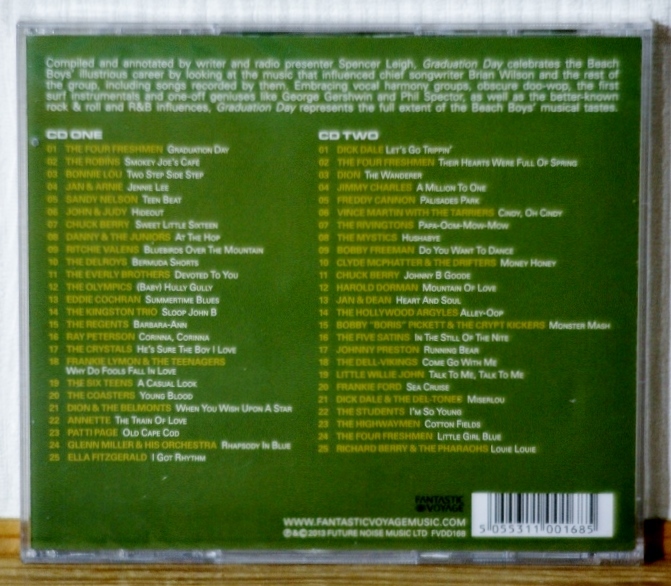 Compiled and annotated by writer and radio presenter Spencer Leigh, Graduation Day celebrates the Beach
Boys' illustrious career by looking at the music that influenced chief songwriter Brian Wilson and the rest of
the group, including songs recorded by them. Embracing vocal harmony groups, obscure doo-wop, the first
surf instrumentals and one-off geniuses like George Gershwin and Phil Spector, as well as the better-known
rock & roll and R&B influences, Graduation Day represents the full extent of the Beach Boys' musical tastes.
CD ONE
01 THE FOUR FRESHMEN Graduation Day
02 THE ROBINS Smokey Joe's Cafe
03 BONNIE LOU Two Step Side Step
04 JAN & ARNIE Jennie Lee
05 SANDY NELSON Teen Beat
06 JOHN & JUDY Hideout
07 CHUCK BERRY Sweet Little Sixteen
08 DANNY & THE JUNIORS At The Hop
09 RITCHIE VALENS Bluebirds Over The Mountain
10 THE DELROYS Bermuda Shorts
11 THE EVERLY BROTHERS Devoted To You
12 THE OLYMPICS (Baby) Hully Gully
13 EDDIE COCHRAN Summertime Blues
14 THE KINGSTON TRIO Sloop John B
15 THE REGENTS Barbara-Ann
16 RAY PETERSON Corinna, Corinna
17 THE CRYSTALS He's Sure The Boy I Love
18 FRANKIE LYMON & THE TEENAGERS
Why Do Fools Fall In Love
19 THE SIX TEENS A Casual Look
20 THE COASTERS Young Blood
21 DION & THE BELMONTS When You Wish Upon A Star
22 ANNETTE The Train Of Love
23 PATTI PAGE Old Cape Cod
24 GLENN MILLER & HIS ORCHESTRA Rhapsody In Blue
25 ELLA FITZGERALD I Got Rhythm
CD TWO
01 DICK DALE Let's Go Trippin'
02 THE FOUR FRESHMEN Their Hearts Were Full Of Spring
03 DION The Wanderer
04 JIMMY CHARLES A Million To One
05 FREDDY CANNON Palisades Park
06 VINCE MARTIN WITH THE TARRIERS Cindy, Oh Cindy
07 THE RIVINGTONS Papa-Oom-Mow-Mow
08 THE MYSTICS Hushabye
09 BOBBY FREEMAN Do You Want To Dance
10 CLYDE MCPHATTER & THE DRIFTERS Money Honey
11 CHUCK BERRY Johnny B Goode
12 HAROLD DORMAN Mountain Of Love
13 JAN & DEAN Heart And Soul
14 THE HOLLYWOOD ARGYLES Alley-Oop
15 BOBBY "BORIS" PICKETT & THE CRYPT KICKERS Monster Mash
16 THE FIVE SATINS In The Still Of The Nite
17 JOHNNY PRESTON Running Bear
18 THE DELL-VIKINGS Come Go With Me
19 LITTLE WILLIE JOHN Talk To Me, Talk To Me
20 FRANKIE FORD Sea Cruise
21 DICK DALE & THE DEL-TONES Miserlou
22 THE STUDENTS I'm So Young
23 THE HIGHWAYMEN Cotton Fields
24 THE FOUR FRESHMEN Little Girl Blue
25 RICHARD BERRY & THE PHARAOHS Louie Louie
FANTASTIC
VOYAGE
WWW.FANTASTICVOYAGEMUSIC.COM
℗ & © 2013 FUTURE NOISE MUSIC LTD FVDD168
5 055311 001685